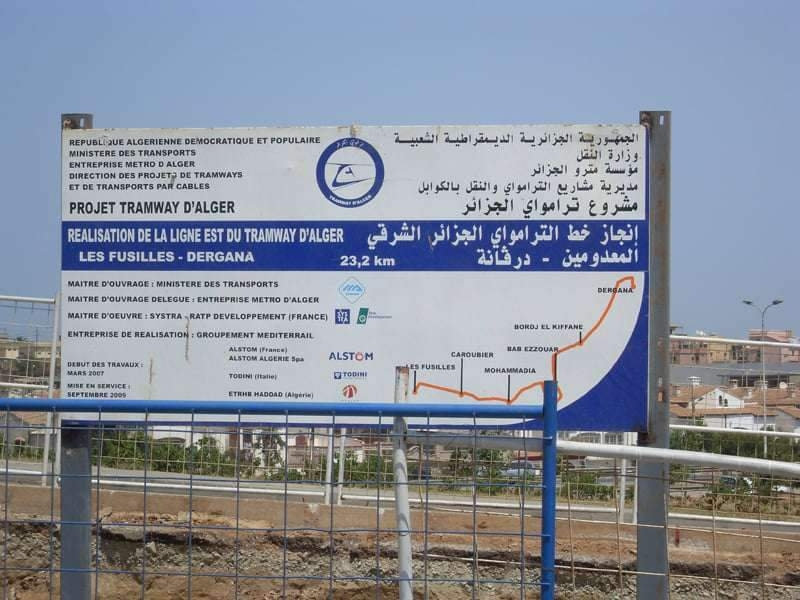 REPUBLIQUE ALGERIENNE DEMOCRATIQUE ET POPULAIRE
MINISTERE DES TRANSPORTS
ENTREPRISE METRO D'ALGER
DIRECTION DES PROJETS DE TRAMWAYS
ET DE TRANSPORTS PAR CABLES
PROJET TRAMWAY D'ALGER
TRAMWAY D'ALGER
الجمهورية الجزائرية الديمقراطية الشعبية
وزارة النقل
مؤسسة مترو الجزائر
مديرية مشاريع الترامواي والنقل بالكوابل
مشروع ترامواي الجزائر
REALISATION DE LA LIGNE EST DU TRAMWAY D'ALGER
LES FUSILLES - DERGANA
23,2 km
إنجاز خط الترامواي الجزائر الشرقي
المعدومين - درقانة
MAITRE D'OUVRAGE : MINISTERE DES TRANSPORTS
MAITRE D'OUVRAGE DELEGUE : ENTREPRISE METRO D'ALGER
MAITRE D'OEUVRE : SYSTRA - RATP DEVELOPPEMENT (FRANCE)
ENTREPRISE DE REALISATION : GROUPEMENT MEDITERRAIL
ALSTOM (France)
ALSTOM ALGERIE Spa
ALSTOM
DEBUT DES TRAVAUX :
MARS 2007
TODINI (Italie)
TODINI
MISE EN SERVICE :
SEPTEMBRE 2005
ETRHB HADDAD (Algérie)
LES FUSILLES
CAROUBIER
MOHAMMADIA
BAB EZZOUAR
BORDJ EL KIFFANE
DERGANA